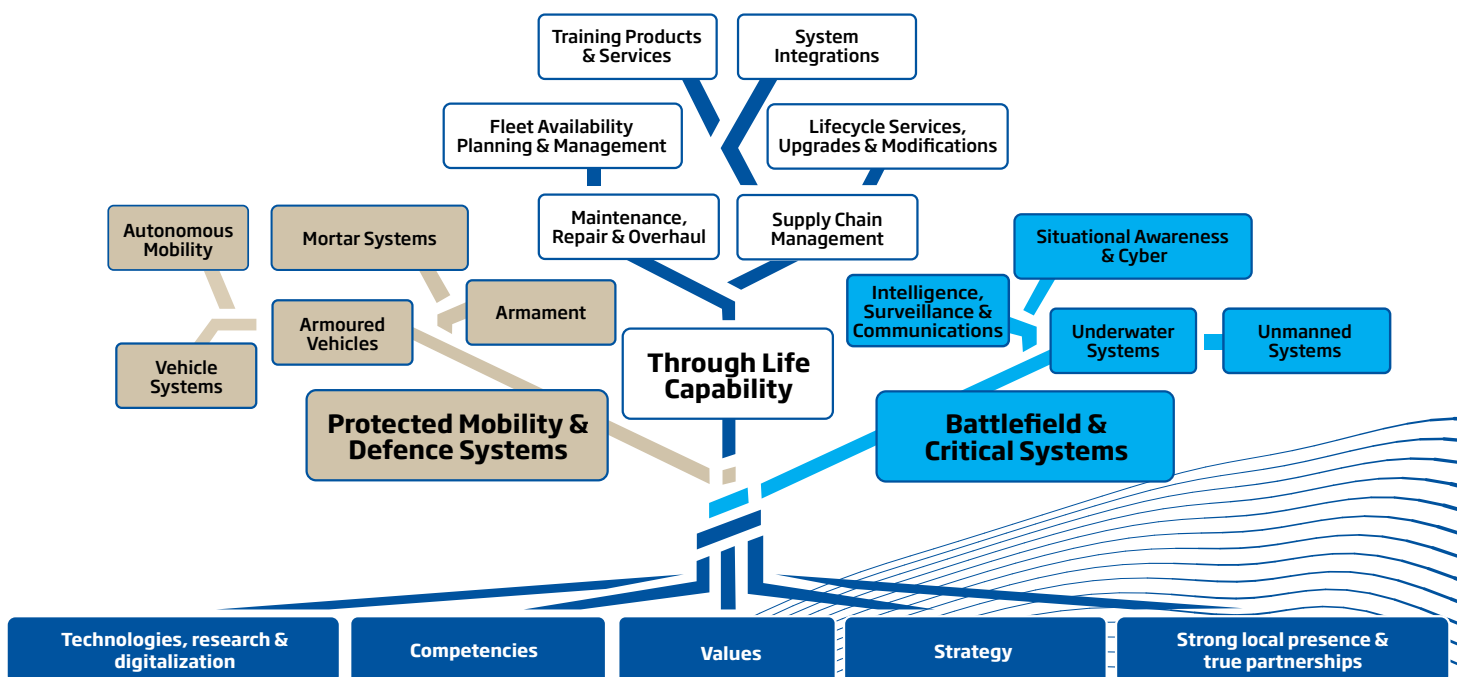 Training Products
& Services
System
Integrations
Fleet Availability
Planning & Management
Lifecycle Services,
Upgrades & Modifications
Maintenance,
Repair & Overhaul
Supply Chain
Management
Autonomous
Mobility
Mortar Systems
Armament
Armoured
Vehicles
Vehicle
Systems
Protected Mobility &
Defence Systems
Through Life
Capability
Situational Awareness
& Cyber
Intelligence,
Surveillance &
Communications
Underwater
Systems
Unmanned
Systems
Battlefield &
Critical Systems
Technologies, research &
digitalization
Competencies
Values
Strategy
Strong local presence &
true partnerships